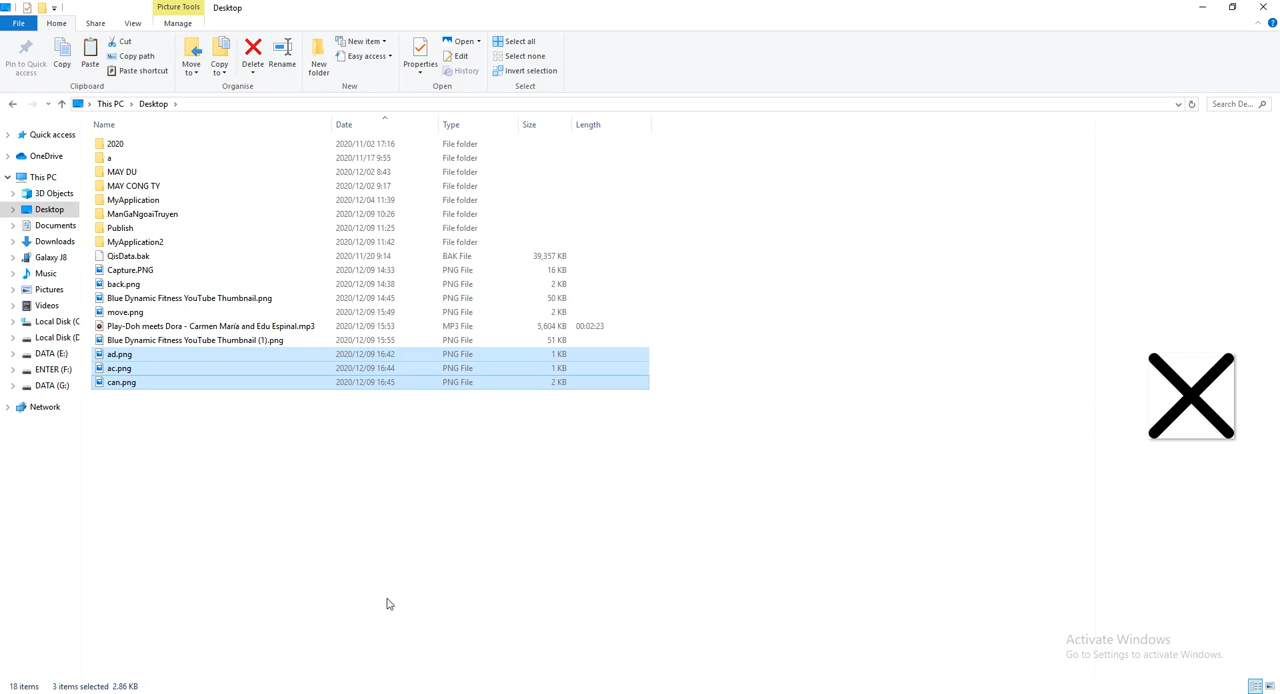 Picture Tools Desktop
File Home Share View Manage
Pin to Quick access
Copy
Paste
Cut
Copy path
Paste shortcut
Clipboard
Move to
Copy to
Delete
Rename
Organise
New folder
New item
Easy access
New
Properties
Open
Edit
History
Open
Select all
Select none
Invert selection
Select
This PC Desktop
Search De...
Quick access
OneDrive
This PC
3D Objects
Desktop
Documents
Downloads
Galaxy J8
Music
Pictures
Videos
Local Disk (C
Local Disk (D
DATA (E:)
ENTER (F:)
DATA (G:)
Network
Name Date Type Size Length
2020 2020/11/02 17:16 File folder
a 2020/11/17 9:55 File folder
MAY DU 2020/12/02 8:43 File folder
MAY CONG TY 2020/12/02 9:17 File folder
MyApplication 2020/12/04 11:39 File folder
ManGaNgoaiTruyen 2020/12/09 10:26 File folder
Publish 2020/12/09 11:25 File folder
MyApplication2 2020/12/09 11:42 File folder
QisData.bak 2020/11/20 9:14 BAK File 39,357 KB
Capture.PNG 2020/12/09 14:33 PNG File 16 KB
back.png 2020/12/09 14:38 PNG File 2 KB
Blue Dynamic Fitness YouTube Thumbnail.png 2020/12/09 14:45 PNG File 50 KB
move.png 2020/12/09 15:49 PNG File 2 KB
Play-Doh meets Dora - Carmen María and Edu Espinal.mp3 2020/12/09 15:53 MP3 File 5,604 KB 00:02:23
Blue Dynamic Fitness YouTube Thumbnail (1).png 2020/12/09 15:55 PNG File 51 KB
ad.png 2020/12/09 16:42 PNG File 1 KB
ac.png 2020/12/09 16:44 PNG File 1 KB
can.png 2020/12/09 16:45 PNG File 2 KB
Activate Windows
Go to Settings to activate Windows.
18 items 3 items selected 2.86 KB